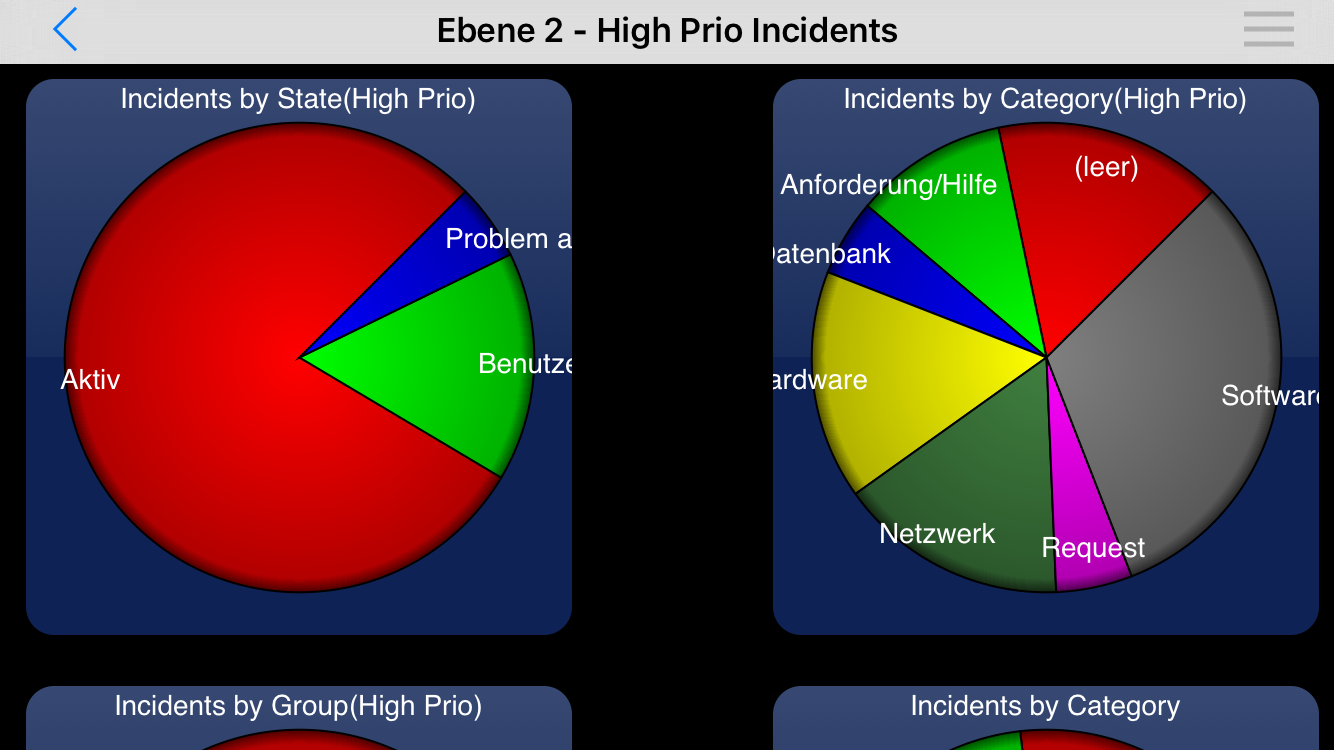 Ebene 2 - High Prio Incidents
Incidents by State(High Prio)
Problem a
Benutze
Aktiv
Incidents by Category(High Prio)
(leer)
Anforderung/Hilfe
atenbank
ardware
Softwar
Netzwerk
Request
Incidents by Group(High Prio)
Incidents by Category